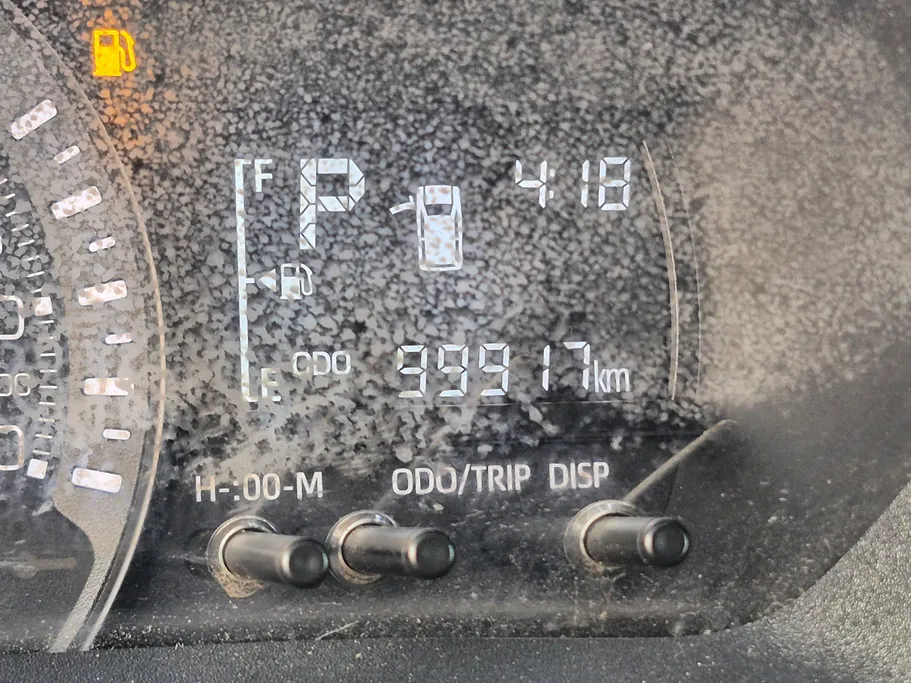 F P 4:18
E ODO 99917km
H-:00-M ODO/TRIP DISP